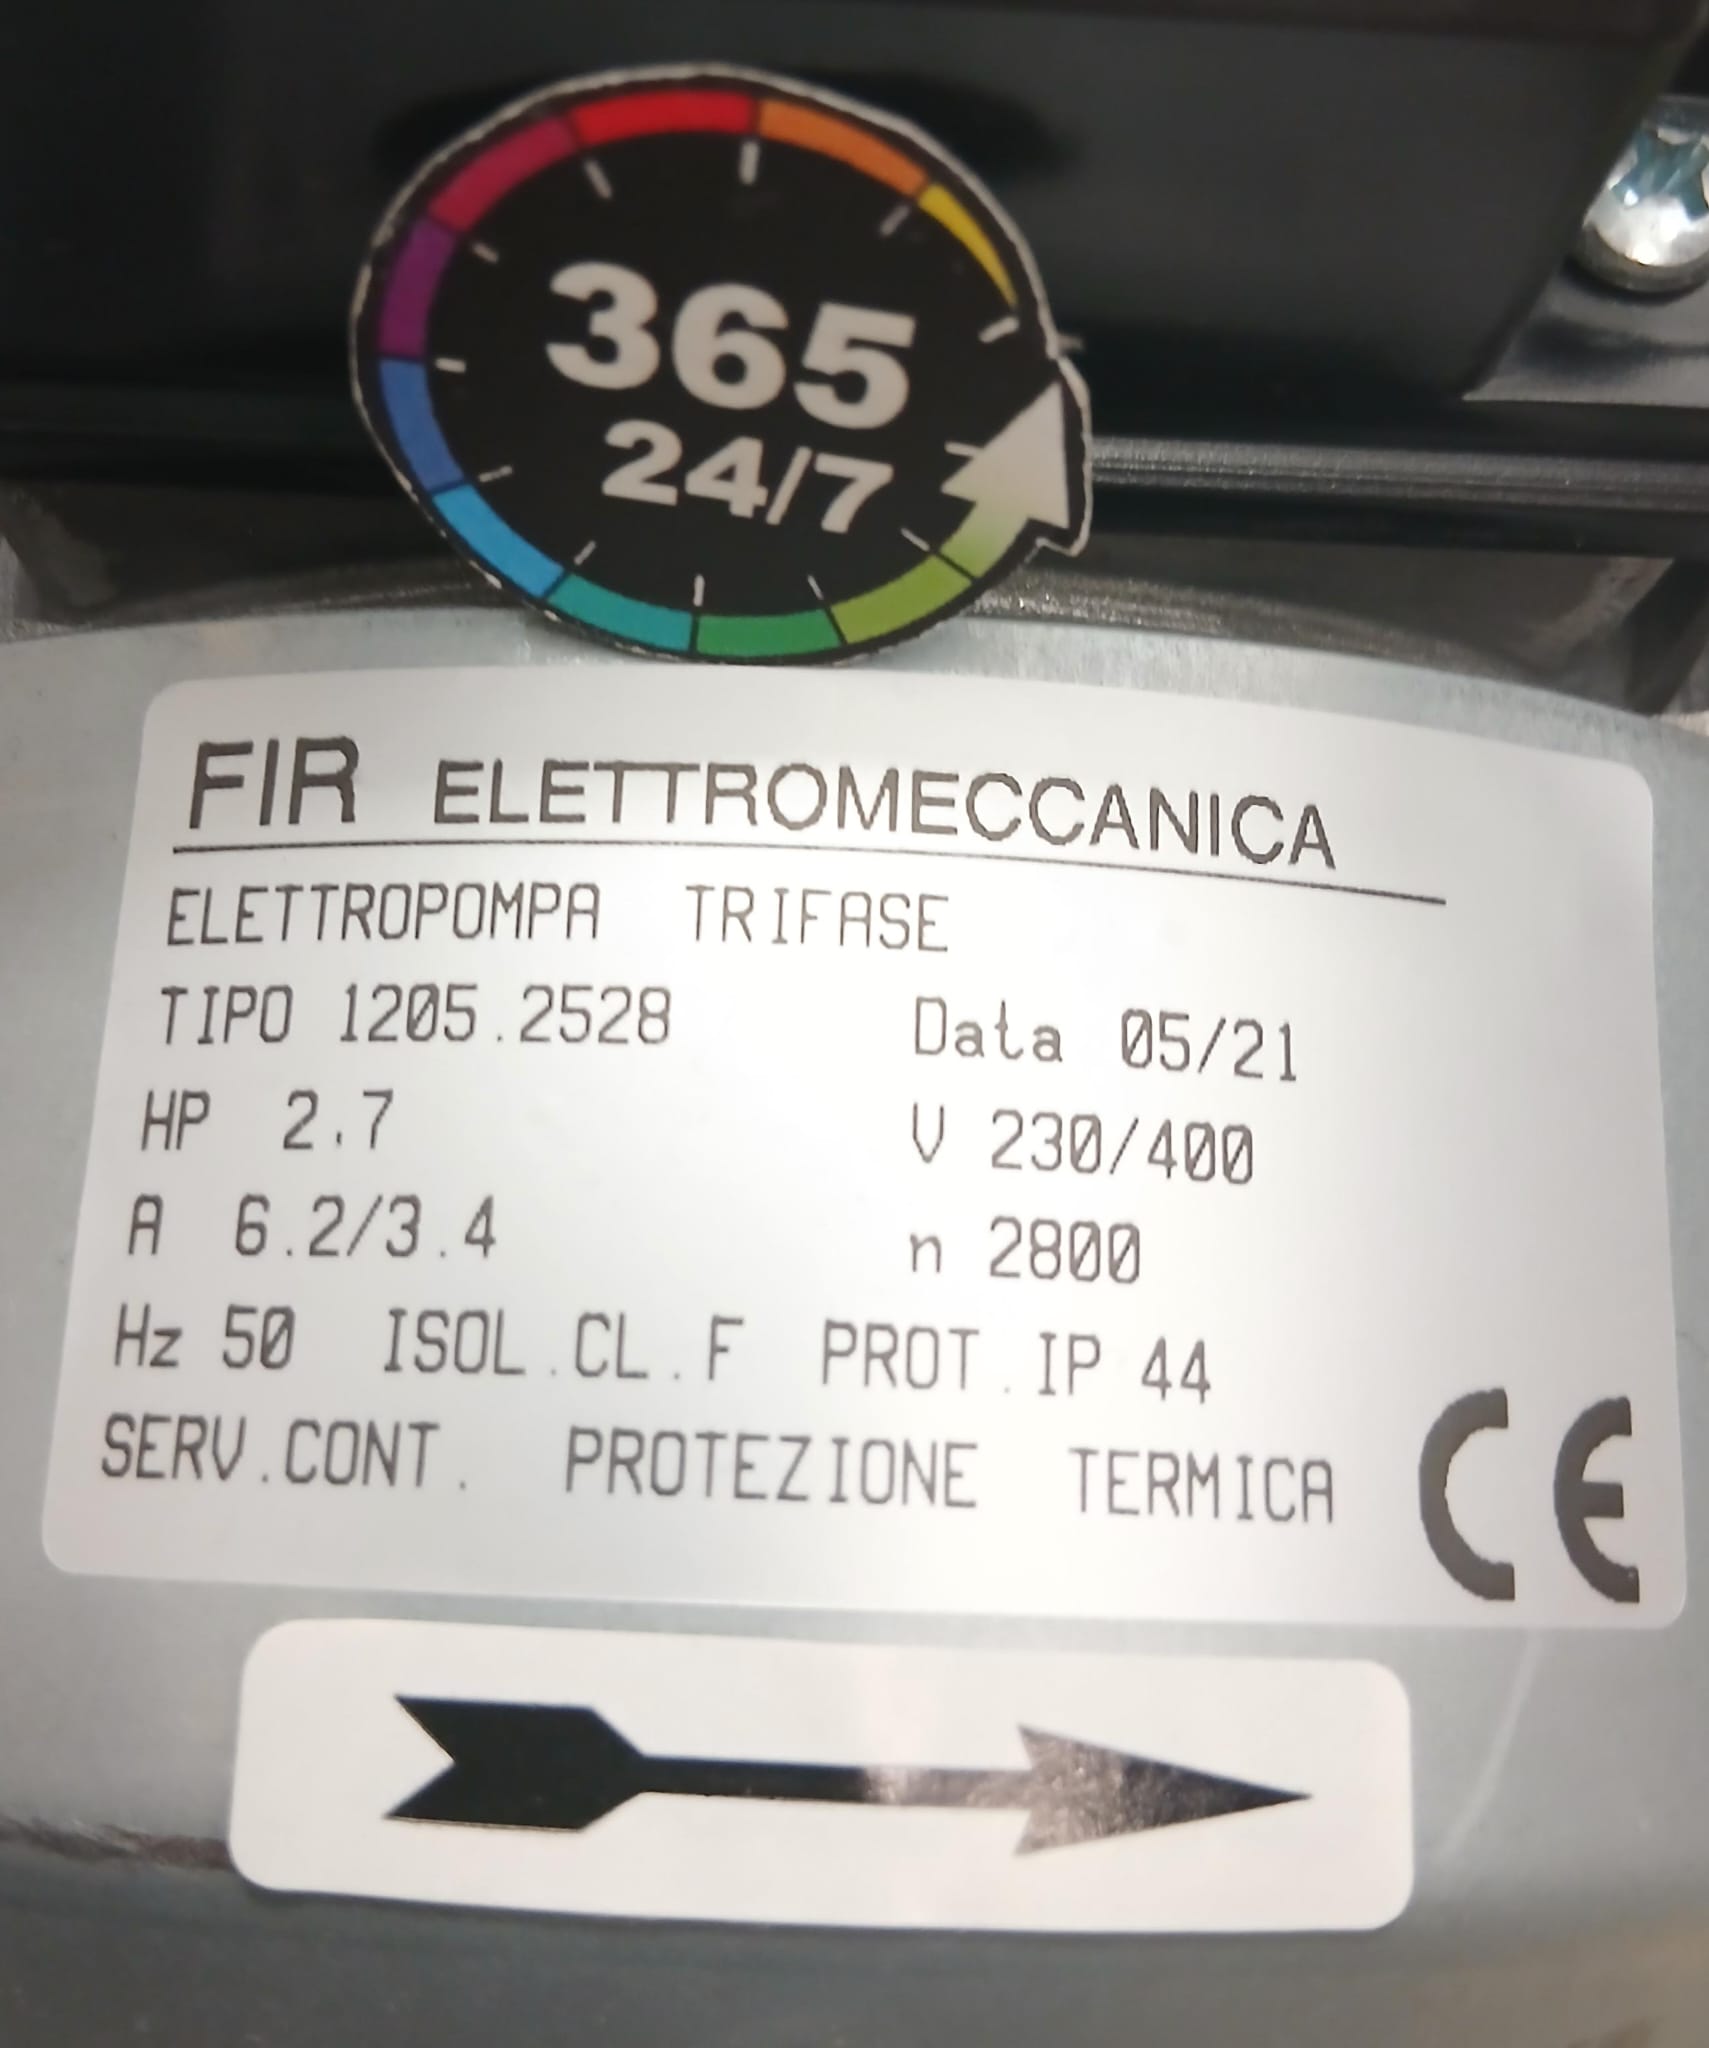 365
24/7
FIR ELETTROMECCANICA
ELETTROPOMPA TRIFASE
TIPO 1205.2528 Data 05/21
HP 2.7 V 230/400
A 6.2/3.4 n 2800
Hz 50 ISOL.CL.F PROT.IP 44
SERV.CONT. PROTEZIONE TERMICA CE